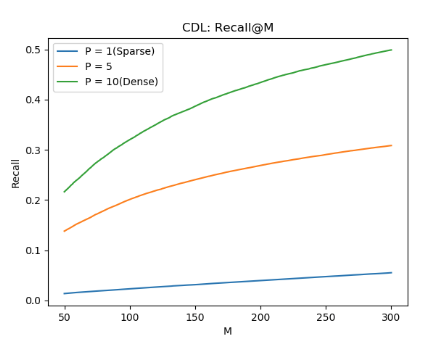 CDL: Recall@M
P = 1(Sparse)
P = 5
P = 10(Dense)
0.5
0.4
0.3
0.2
0.1
0.0
Recall
50 100 150 200 250 300
M